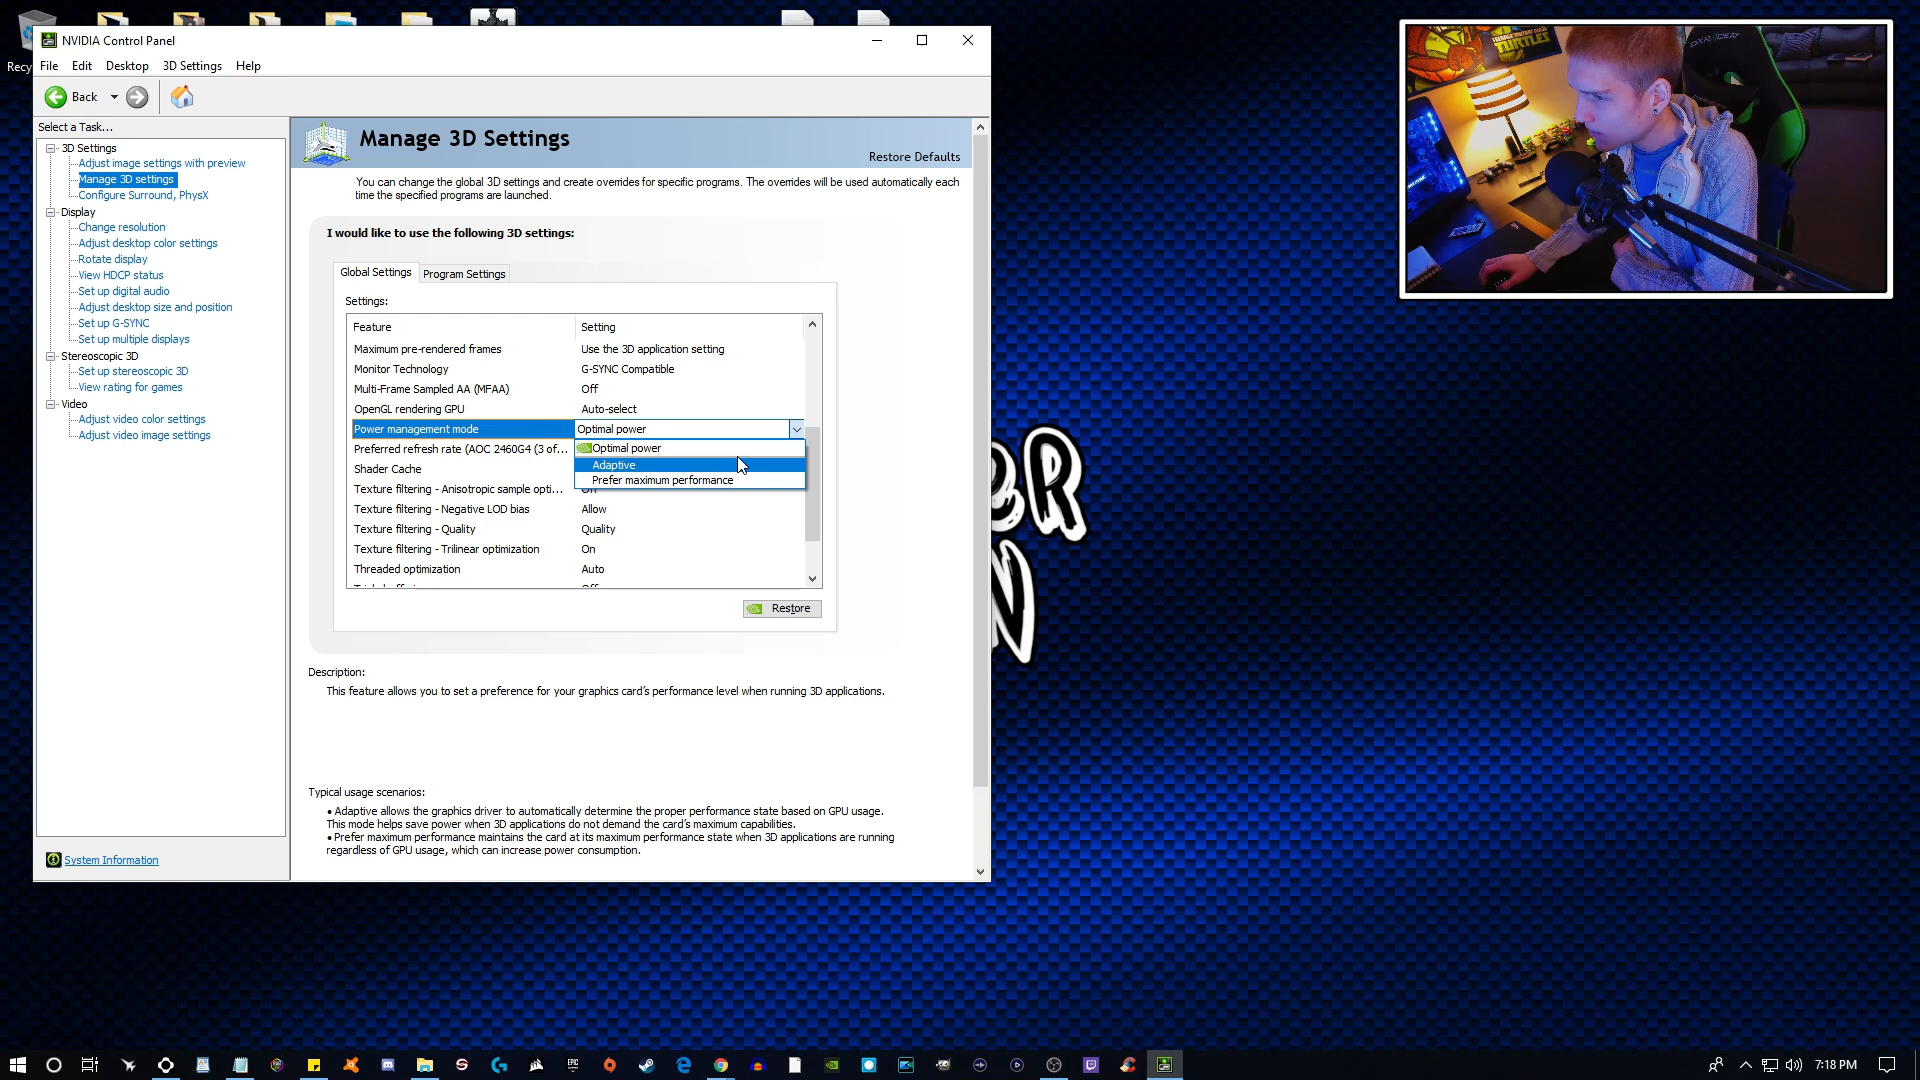 Recy
NVIDIA Control Panel
File Edit Desktop 3D Settings Help
Back
Select a Task...
3D Settings
Adjust image settings with preview
Manage 3D settings
Configure Surround, PhysX
Display
Change resolution
Adjust desktop color settings
Rotate display
View HDCP status
Set up digital audio
Adjust desktop size and position
Set up G-SYNC
Set up multiple displays
Stereoscopic 3D
Set up stereoscopic 3D
View rating for games
Video
Adjust video color settings
Adjust video image settings
System Information
Manage 3D Settings
Restore Defaults
You can change the global 3D settings and create overrides for specific programs. The overrides will be used automatically each
time the specified programs are launched.
I would like to use the following 3D settings:
Global Settings Program Settings
Settings:
Feature Setting
Maximum pre-rendered frames Use the 3D application setting
Monitor Technology G-SYNC Compatible
Multi-Frame Sampled AA (MFAA) Off
OpenGL rendering GPU Auto-select
Power management mode Optimal power
Preferred refresh rate (AOC 2460G4 (3 of... Optimal power
Adaptive
Shader Cache
Prefer maximum performance
Texture filtering - Anisotropic sample opti... Off
Texture filtering - Negative LOD bias Allow
Texture filtering - Quality Quality
Texture filtering - Trilinear optimization On
Threaded optimization Auto
Restore
Description:
This feature allows you to set a preference for your graphics card's performance level when running 3D applications.
Typical usage scenarios:
• Adaptive allows the graphics driver to automatically determine the proper performance state based on GPU usage.
This mode helps save power when 3D applications do not demand the card's maximum capabilities.
• Prefer maximum performance maintains the card at its maximum performance state when 3D applications are running
regardless of GPU usage, which can increase power consumption.
TEENAGE MUTANT NINJA
TURTLES
DXRACER
ER
N
EPIC
7:18 PM